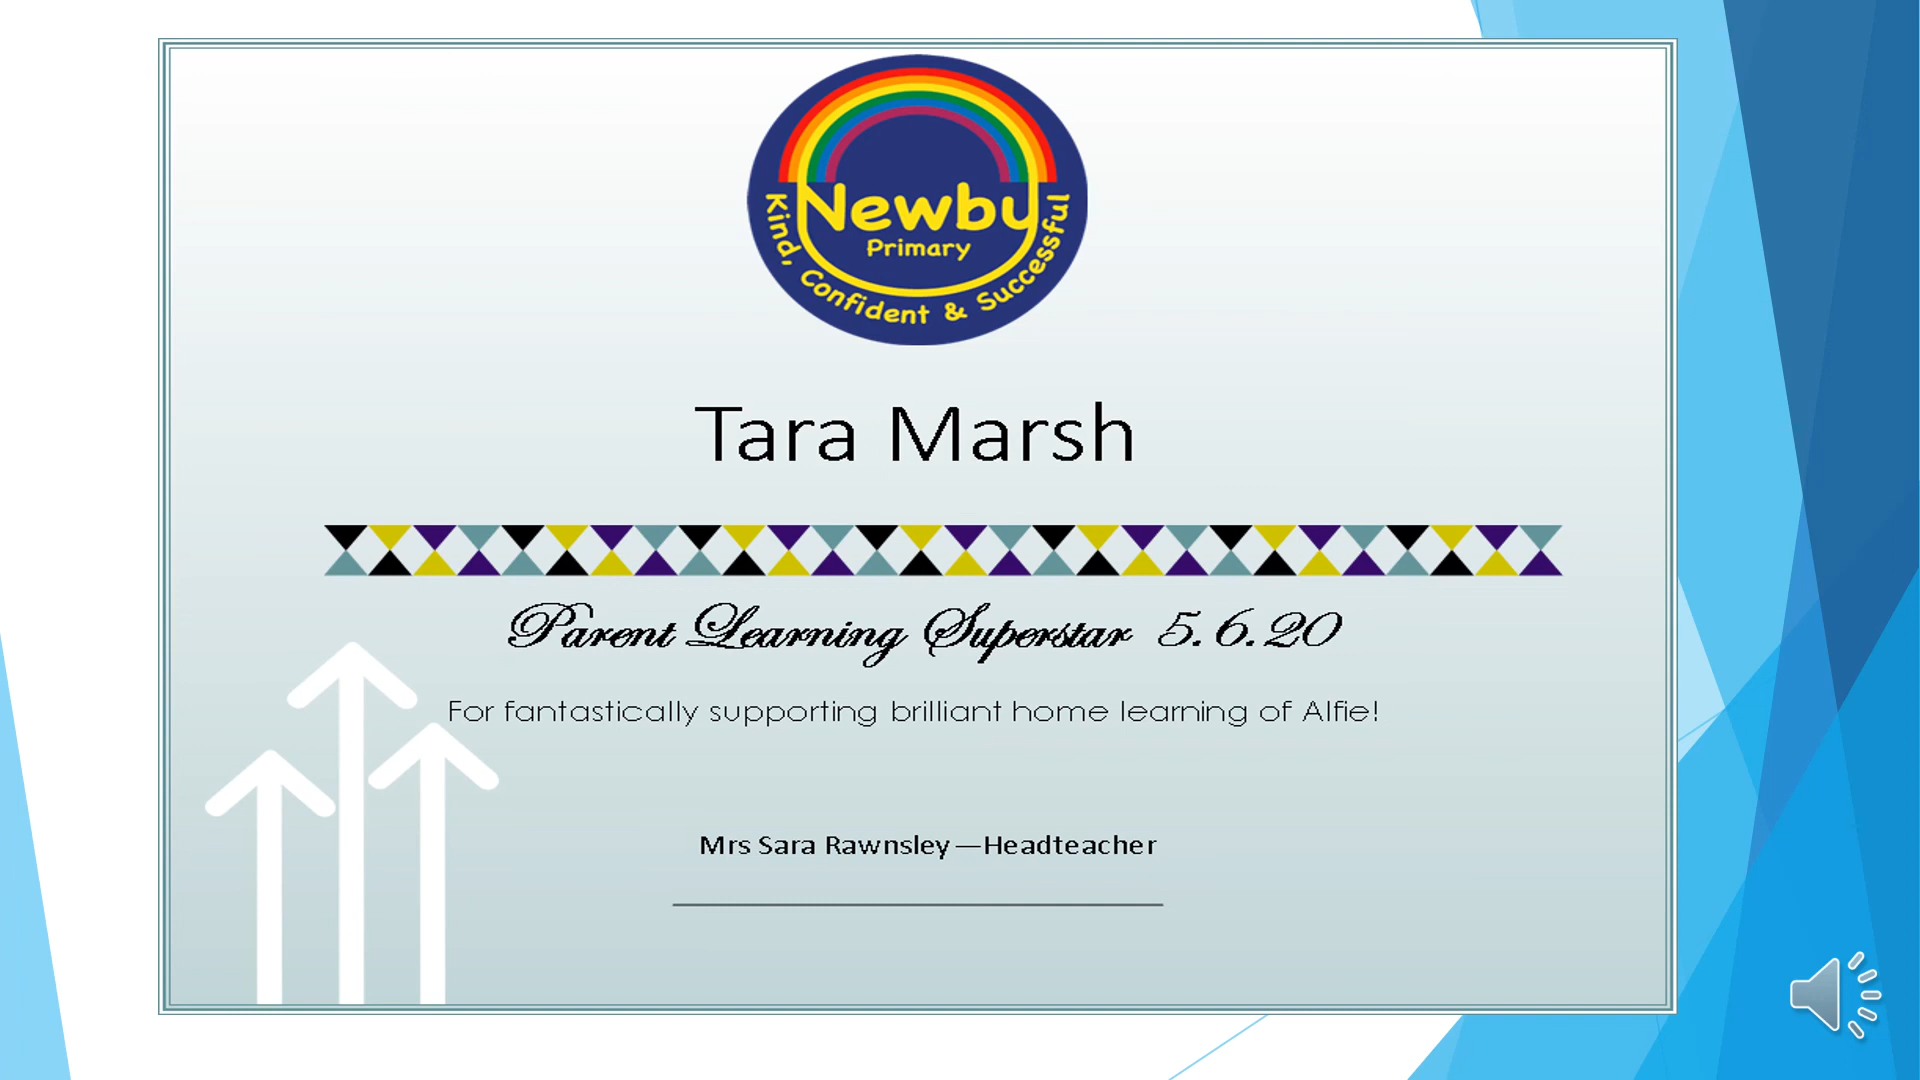 Newby
Primary
Kind, Confident & Successful
Tara Marsh
Parent Learning Superstar 5.6.20
For fantastically supporting brilliant home learning of Alfie!
Mrs Sara Rawnsley—Headteacher